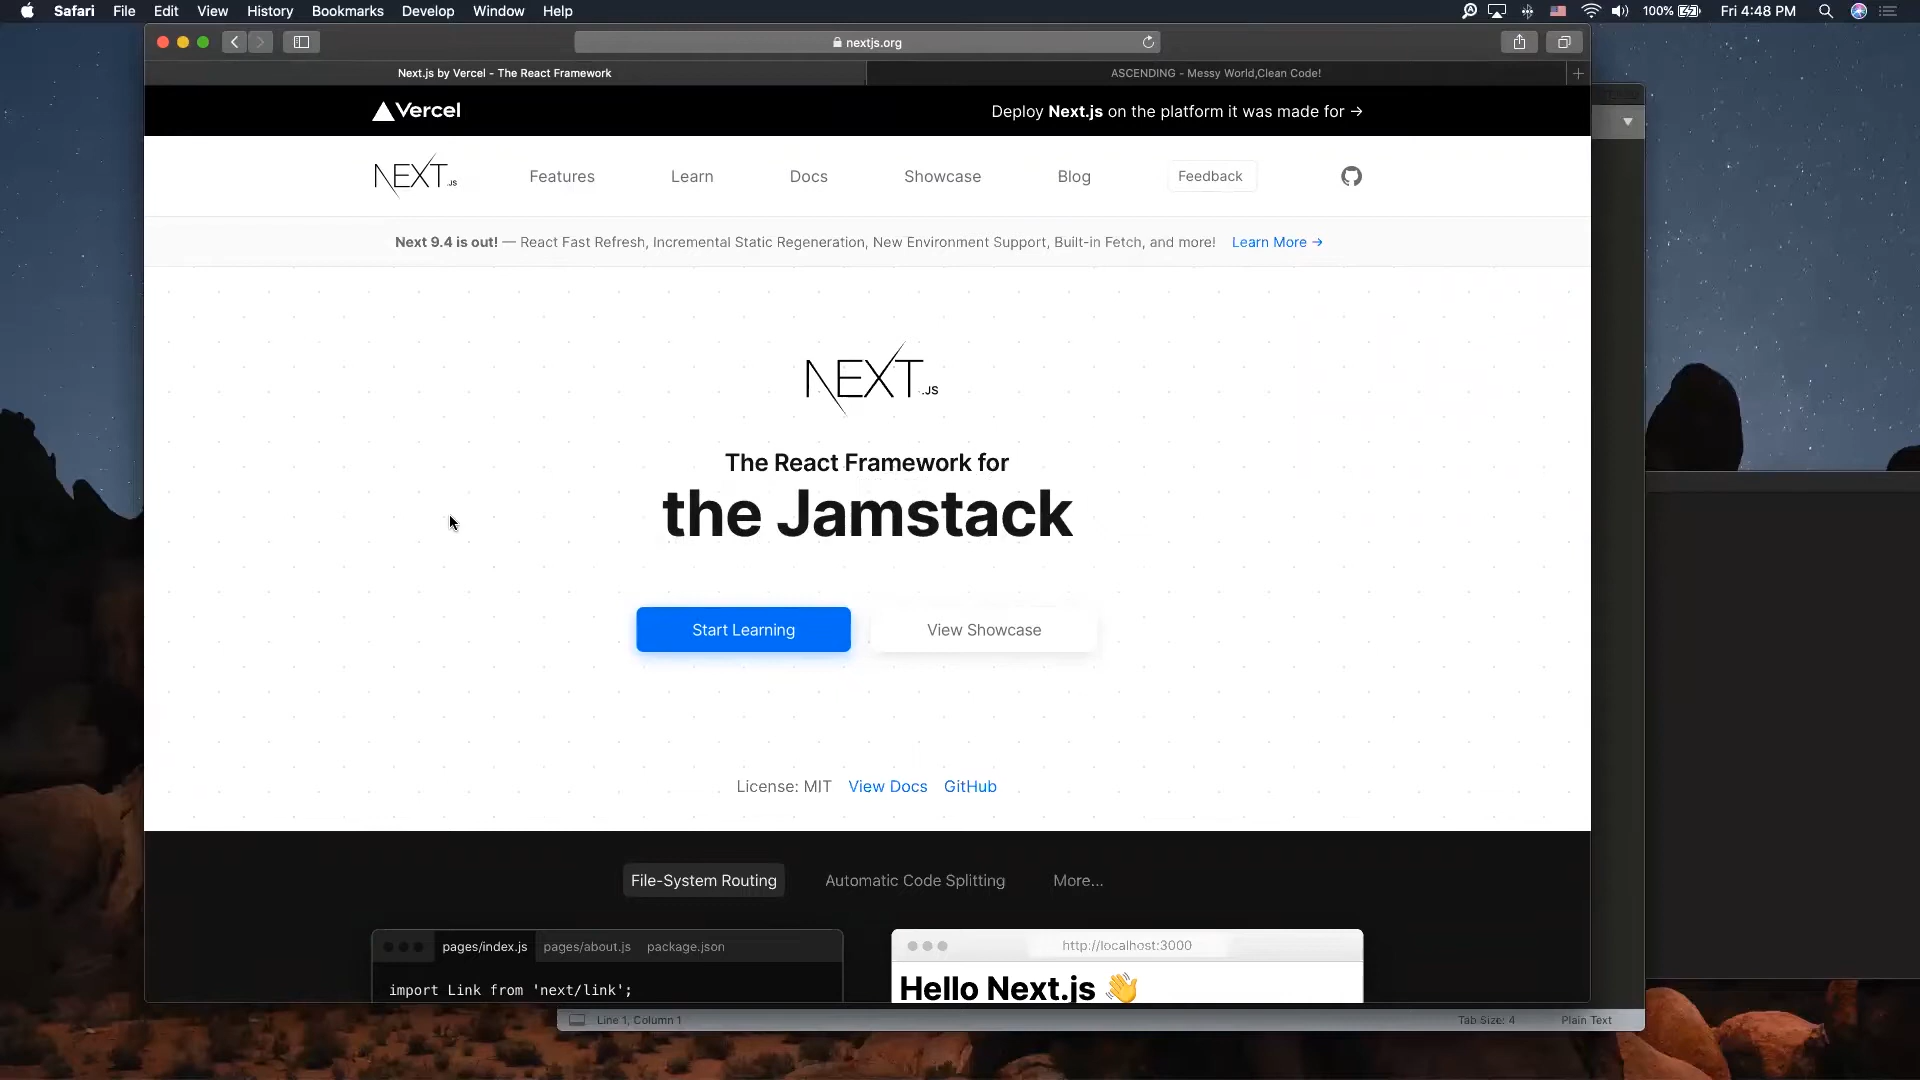 Safari File Edit View History Bookmarks Develop Window Help
100% Fri 4:48 PM
nextjs.org
Next.js by Vercel - The React Framework
ASCENDING - Messy World,Clean Code!
Vercel
Deploy Next.js on the platform it was made for →
NEXT.JS
Features
Learn
Docs
Showcase
Blog
Feedback
Next 9.4 is out! — React Fast Refresh, Incremental Static Regeneration, New Environment Support, Built-in Fetch, and more! Learn More →
NEXT.JS
The React Framework for
the Jamstack
Start Learning
View Showcase
License: MIT View Docs GitHub
File-System Routing
Automatic Code Splitting
More...
pages/index.js pages/about.js package.json
http://localhost:3000
import Link from 'next/link';
Hello Next.js 👋
Line 1, Column 1
Tab Size: 4
Plain Text